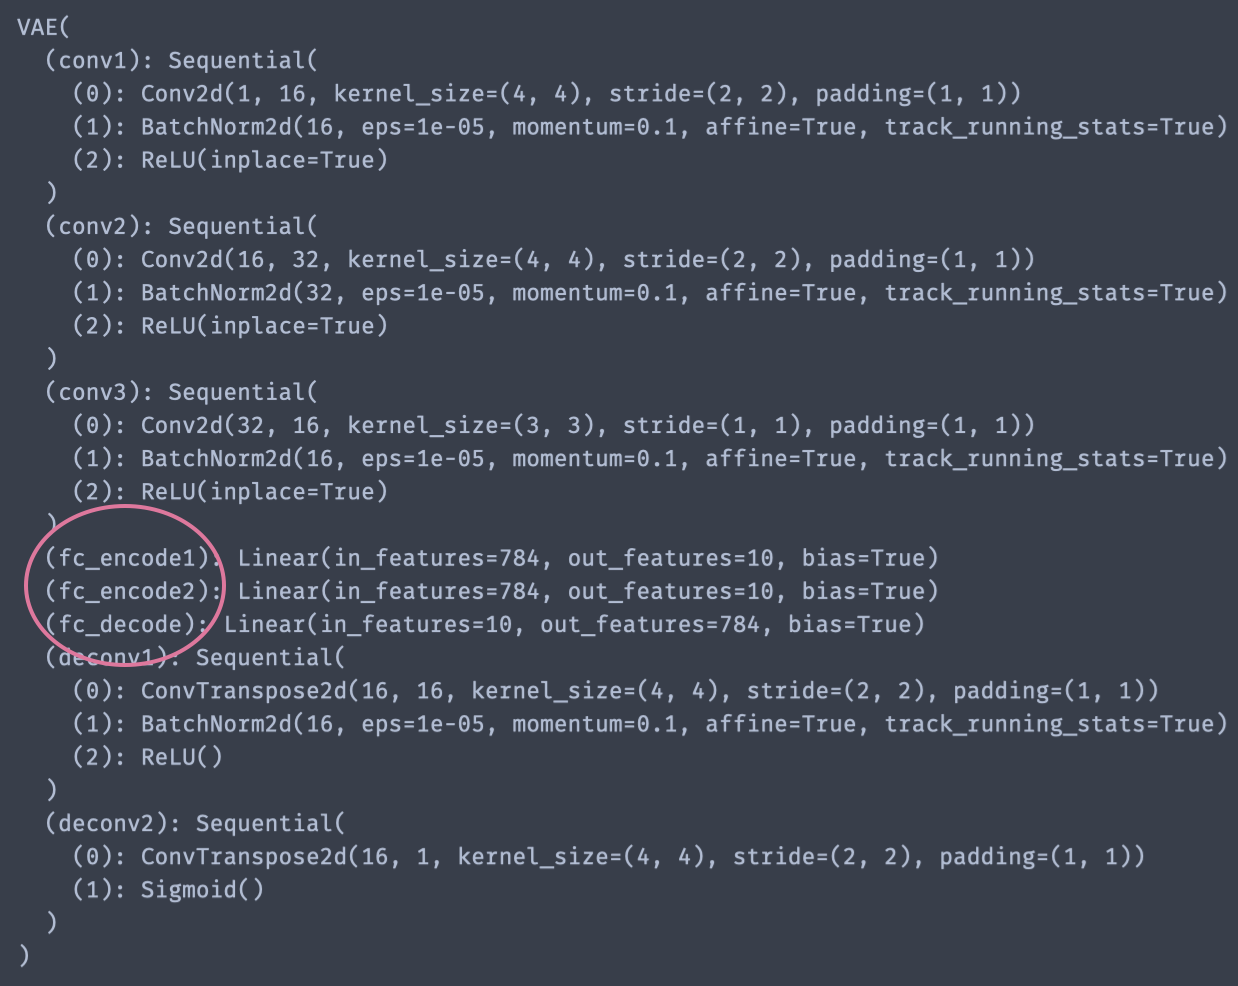 VAE(
  (conv1): Sequential(
    (0): Conv2d(1, 16, kernel_size=(4, 4), stride=(2, 2), padding=(1, 1))
    (1): BatchNorm2d(16, eps=1e-05, momentum=0.1, affine=True, track_running_stats=True)
    (2): ReLU(inplace=True)
  )
  (conv2): Sequential(
    (0): Conv2d(16, 32, kernel_size=(4, 4), stride=(2, 2), padding=(1, 1))
    (1): BatchNorm2d(32, eps=1e-05, momentum=0.1, affine=True, track_running_stats=True)
    (2): ReLU(inplace=True)
  )
  (conv3): Sequential(
    (0): Conv2d(32, 16, kernel_size=(3, 3), stride=(1, 1), padding=(1, 1))
    (1): BatchNorm2d(16, eps=1e-05, momentum=0.1, affine=True, track_running_stats=True)
    (2): ReLU(inplace=True)
  )
  (fc_encode1): Linear(in_features=784, out_features=10, bias=True)
  (fc_encode2): Linear(in_features=784, out_features=10, bias=True)
  (fc_decode): Linear(in_features=10, out_features=784, bias=True)
  (deconv1): Sequential(
    (0): ConvTranspose2d(16, 16, kernel_size=(4, 4), stride=(2, 2), padding=(1, 1))
    (1): BatchNorm2d(16, eps=1e-05, momentum=0.1, affine=True, track_running_stats=True)
    (2): ReLU()
  )
  (deconv2): Sequential(
    (0): ConvTranspose2d(16, 1, kernel_size=(4, 4), stride=(2, 2), padding=(1, 1))
    (1): Sigmoid()
  )
)